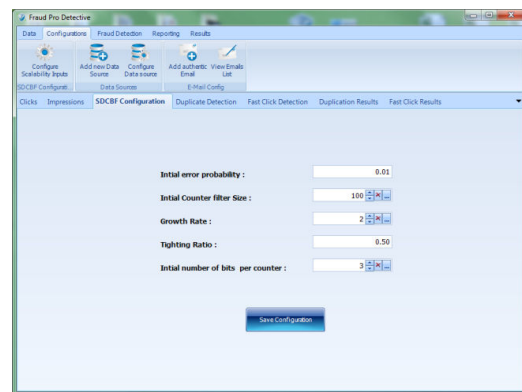 Fraud Pro Detective
Data Configurations Fraud Detection Reporting Results
Configure Scalability Inputs
Add new Data Source
Configure Data source
Add authentic Email
View Emails List
SDCBF Configurati... Data Sources E-Mail Config
Clicks Impressions SDCBF Configuration Duplicate Detection Fast Click Detection Duplication Results Fast Click Results
Intial error probability : 0.01
Intial Counter filter Size : 100
Growth Rate : 2
Tighting Ratio : 0.50
Intial number of bits per counter : 3
Save Configuration